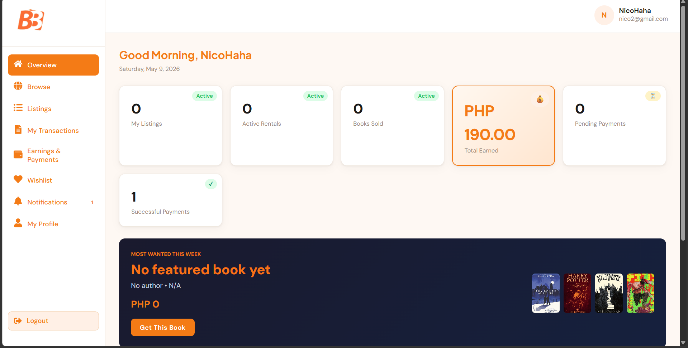 BB
N
NicoHaha
nico2@gmail.com
Overview
Browse
Listings
My Transactions
Earnings &
Payments
Wishlist
Notifications 1
My Profile
Logout
Good Morning, NicoHaha
Saturday, May 9, 2026
Active
0
My Listings
Active
0
Active Rentals
Active
0
Books Sold
PHP
190.00
Total Earned
0
Pending Payments
1
Successful Payments
MOST WANTED THIS WEEK
No featured book yet
No author • N/A
PHP 0
Get This Book
HARRY
POTTER